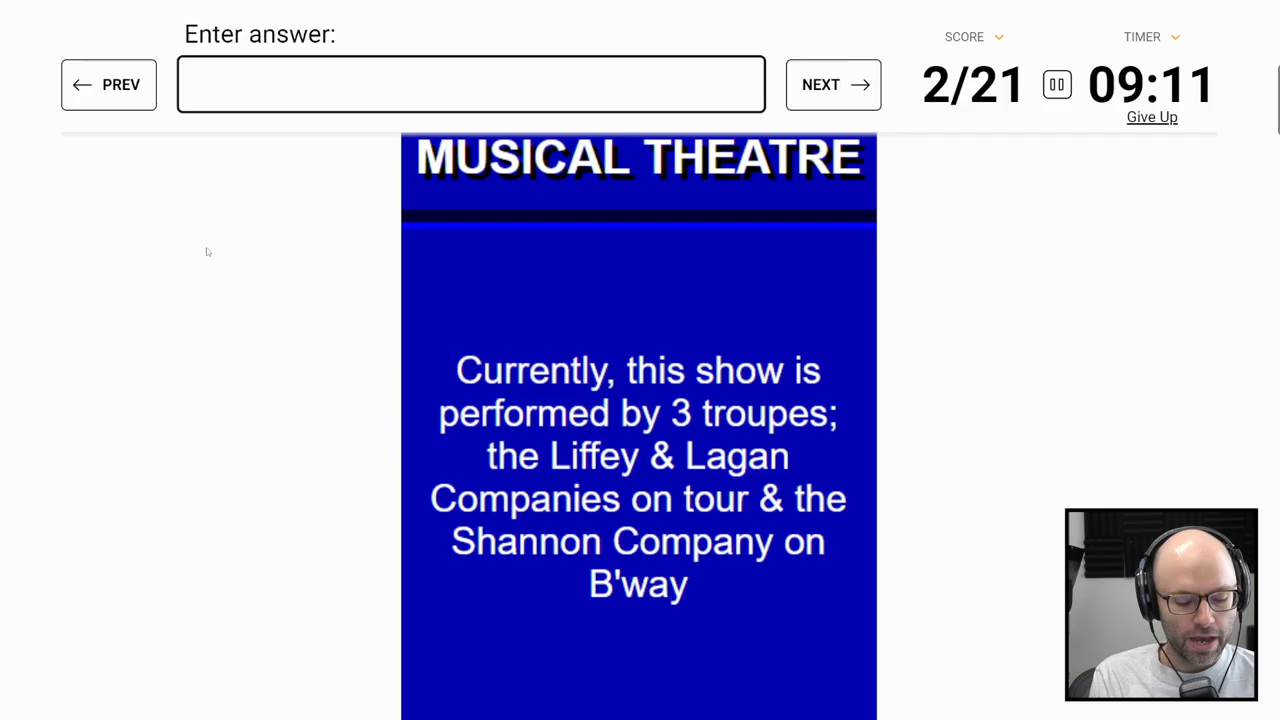 Enter answer:
SCORE
TIMER
PREV
NEXT
2/21
09:11
Give Up
MUSICAL THEATRE
Currently, this show is
performed by 3 troupes;
the Liffey & Lagan
Companies on tour & the
Shannon Company on
B'way